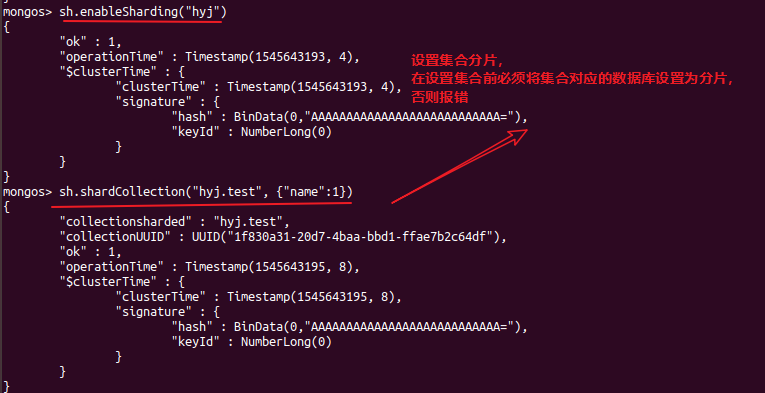 mongos> sh.enableSharding("hyj")
{
"ok" : 1,
"operationTime" : Timestamp(1545643193, 4),
"$clusterTime" : {
"clusterTime" : Timestamp(1545643193, 4),
"signature" : {
"hash" : BinData(0,"AAAAAAAAAAAAAAAAAAAAAAAAAAA="),
"keyId" : NumberLong(0)
}
}
}
设置集合分片，
在设置集合前必须将集合对应的数据库设置为分片，
否则报错
mongos> sh.shardCollection("hyj.test", {"name":1})
{
"collectionsharded" : "hyj.test",
"collectionUUID" : UUID("1f830a31-20d7-4baa-bbd1-ffae7b2c64df"),
"ok" : 1,
"operationTime" : Timestamp(1545643195, 8),
"$clusterTime" : {
"clusterTime" : Timestamp(1545643195, 8),
"signature" : {
"hash" : BinData(0,"AAAAAAAAAAAAAAAAAAAAAAAAAAA="),
"keyId" : NumberLong(0)
}
}
}